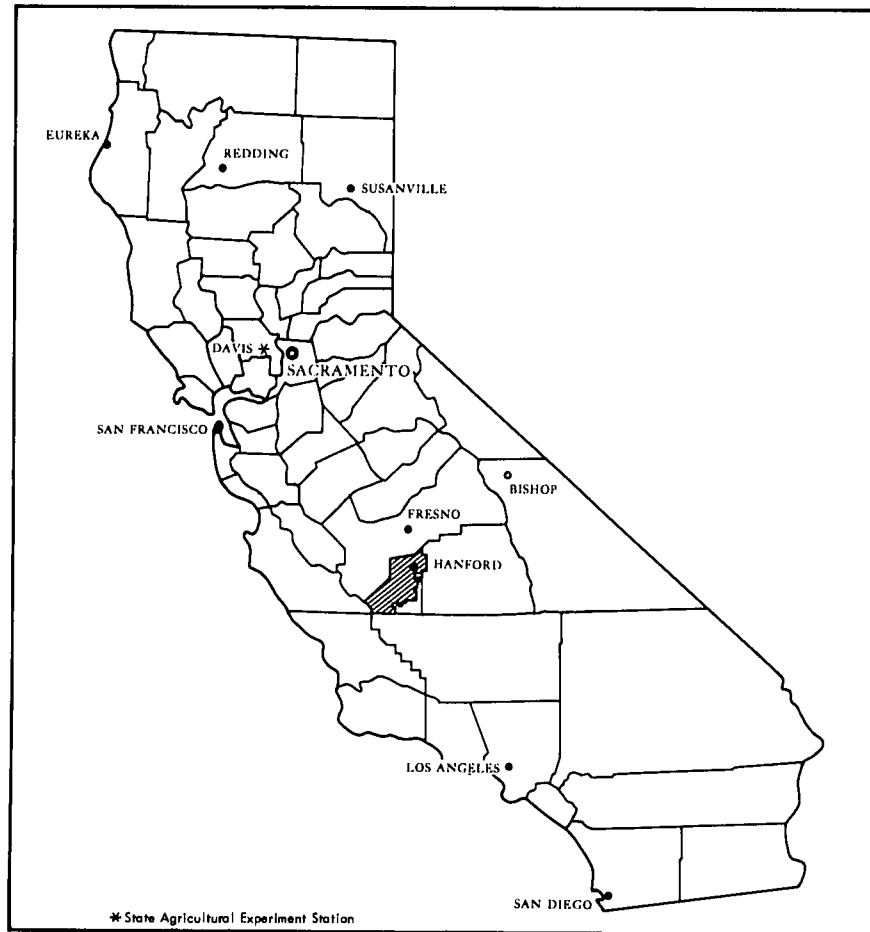 EUREKA
REDDING
SUSANVILLE
DAVIS *
SACRAMENTO
SAN FRANCISCO
BISHOP
FRESNO
HANFORD
LOS ANGELES
SAN DIEGO
* State Agricultural Experiment Station